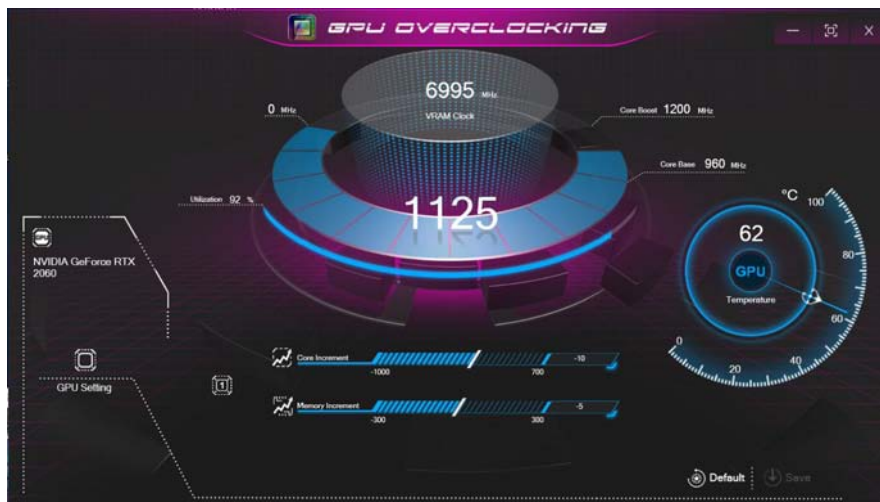 GPU OVERCLOCKING
6995 MHz
VRAM Clock
0 MHz
Core Boost 1200 MHz
Core Base 960 MHz
Utilization 92 %
1125
°C
100
80
60
40
20
0
62
GPU
Temperature
GPU
NVIDIA GeForce RTX
2060
GPU Setting
1
Core Increment
-10
-1000
700
Memory Increment
-5
-300
300
Default
Save